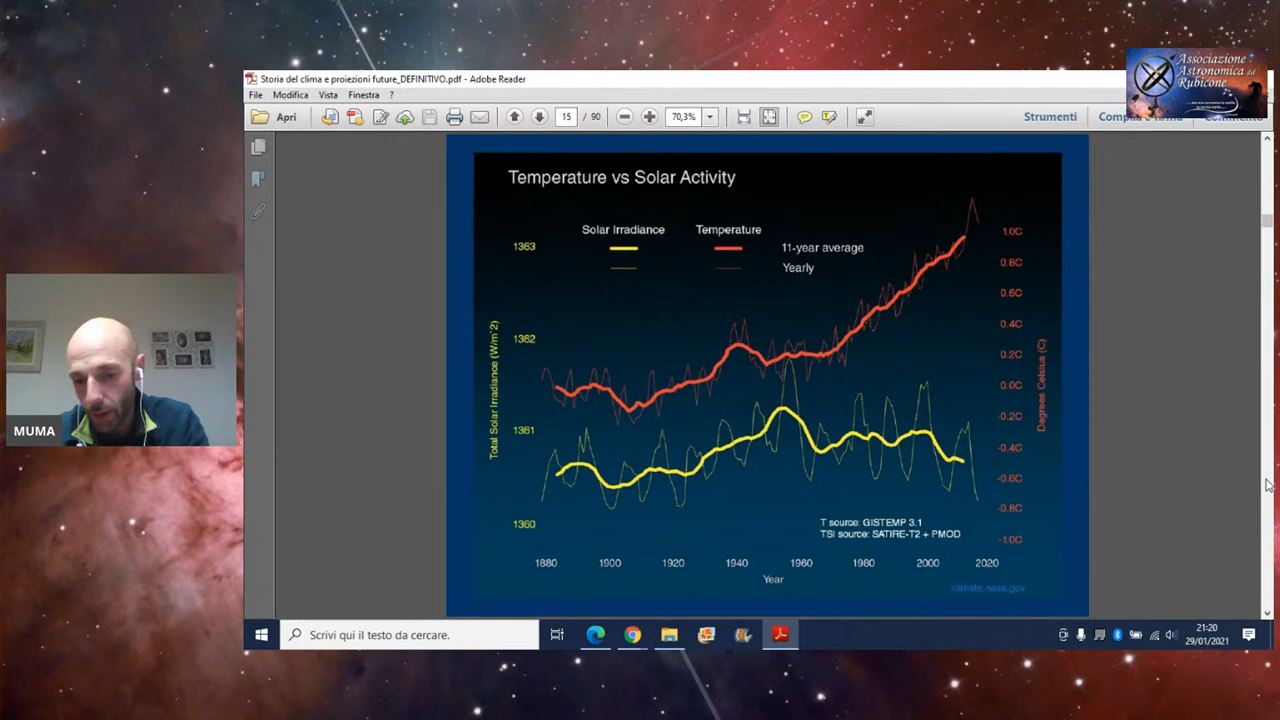 Associazione
Astronomica del
Rubicone
Storia del clima e proiezioni future_DEFINITIVO.pdf - Adobe Reader
File Modifica Vista Finestra ?
Apri 15 / 90 70,3% Strumenti
Temperature vs Solar Activity
Solar Irradiance Temperature
11-year average
Yearly
1363
1362
1361
1360
Total Solar Irradiance (W/m^2)
1.0C
0.8C
0.6C
0.4C
0.2C
0.0C
-0.2C
-0.4C
-0.6C
-0.8C
-1.0C
Degrees Celsius (C)
T source: GISTEMP 3.1
TSI source: SATIRE-T2 + PMOD
1880 1900 1920 1940 1960 1980 2000 2020
Year
climate.nasa.gov
MUMA
Scrivi qui il testo da cercare.
21:20
29/01/2021